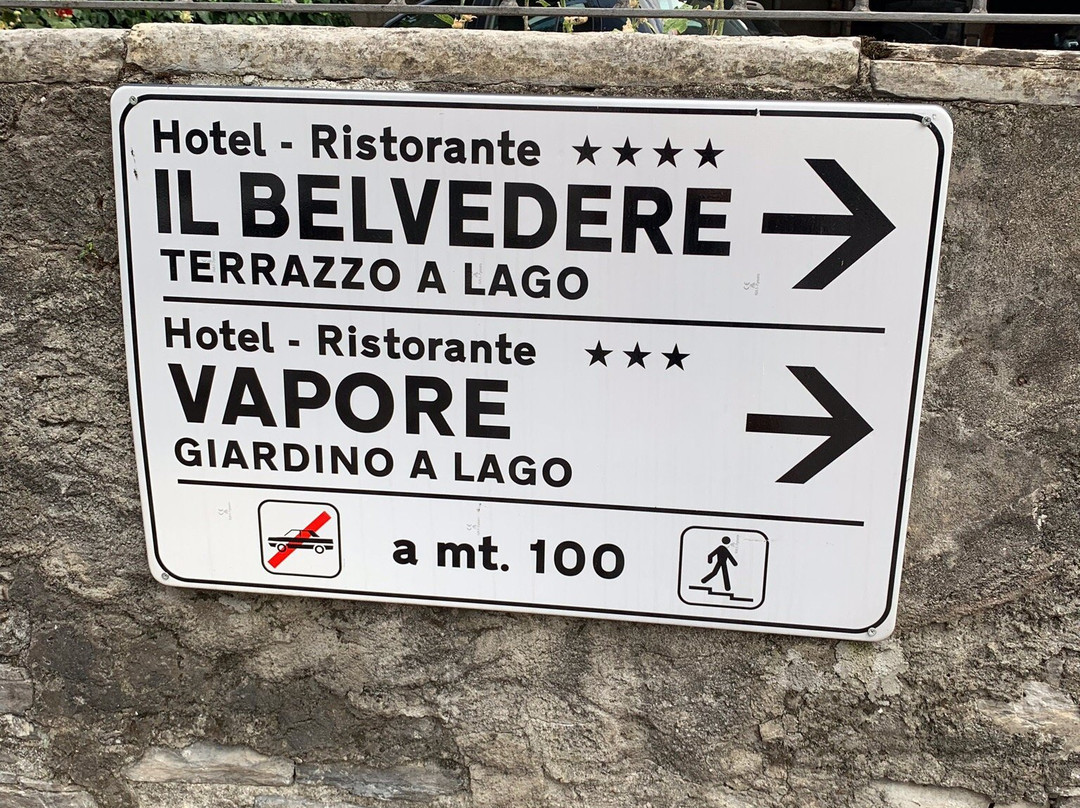 Hotel - Ristorante ★★★★
IL BELVEDERE
TERRAZZO A LAGO
Hotel - Ristorante ★★★
VAPORE
GIARDINO A LAGO
a mt. 100